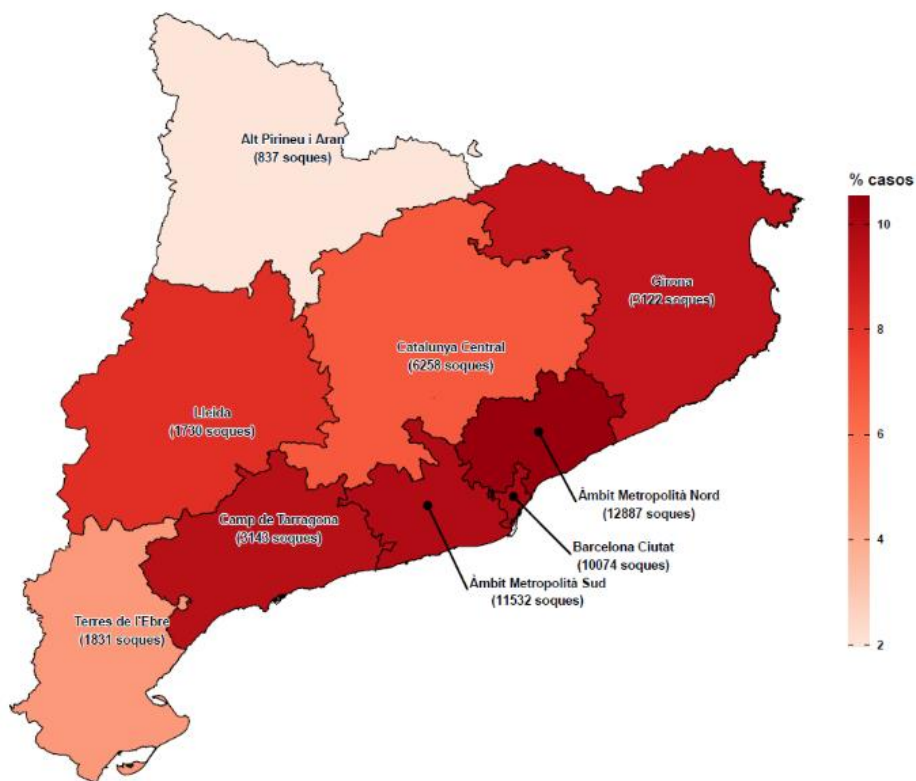 Alt Pirineu i Aran
(837 soques)
% casos
10
8
6
4
2
Girona
(9122 soques)
Catalunya Central
(6258 soques)
Lleida
(1730 soques)
Àmbit Metropolità Nord
(12887 soques)
Camp de Tarragona
(3143 soques)
Barcelona Ciutat
(10074 soques)
Àmbit Metropolità Sud
(11532 soques)
Terres de l'Ebre
(1831 soques)